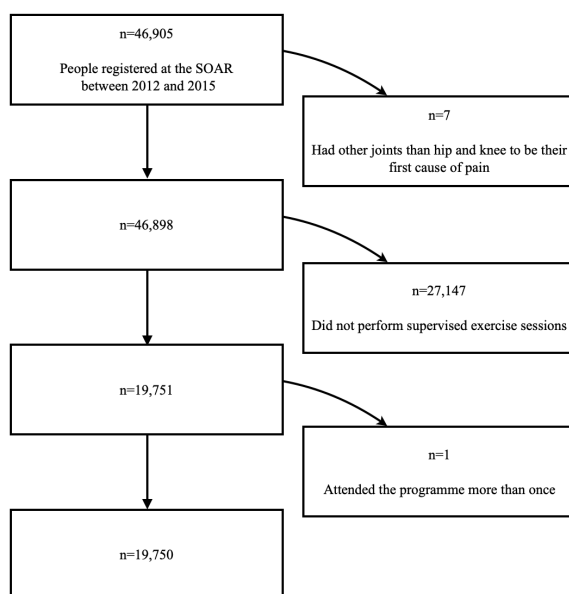 n=46,905
People registered at the SOAR
between 2012 and 2015
n=7
Had other joints than hip and knee to be their
first cause of pain
n=46,898
n=27,147
Did not perform supervised exercise sessions
n=19,751
n=1
Attended the programme more than once
n=19,750